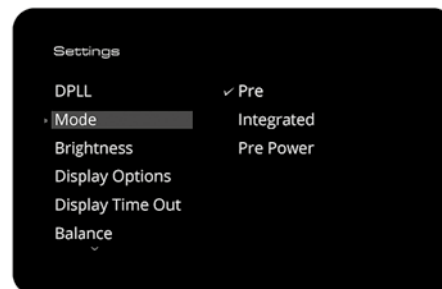 Settings
DPLL
✓ Pre
Mode
Integrated
Brightness
Pre Power
Display Options
Display Time Out
Balance